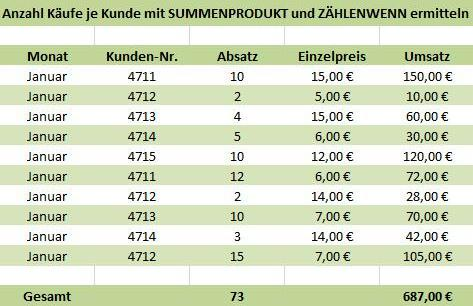 Anzahl Käufe je Kunde mit SUMMENPRODUKT und ZÄHLENWENN ermitteln
Monat Kunden-Nr. Absatz Einzelpreis Umsatz
Januar 4711 10 15,00 € 150,00 €
Januar 4712 2 5,00 € 10,00 €
Januar 4713 4 15,00 € 60,00 €
Januar 4714 5 6,00 € 30,00 €
Januar 4715 10 12,00 € 120,00 €
Januar 4711 12 6,00 € 72,00 €
Januar 4712 2 14,00 € 28,00 €
Januar 4713 10 7,00 € 70,00 €
Januar 4714 3 14,00 € 42,00 €
Januar 4712 15 7,00 € 105,00 €
Gesamt 73 687,00 €